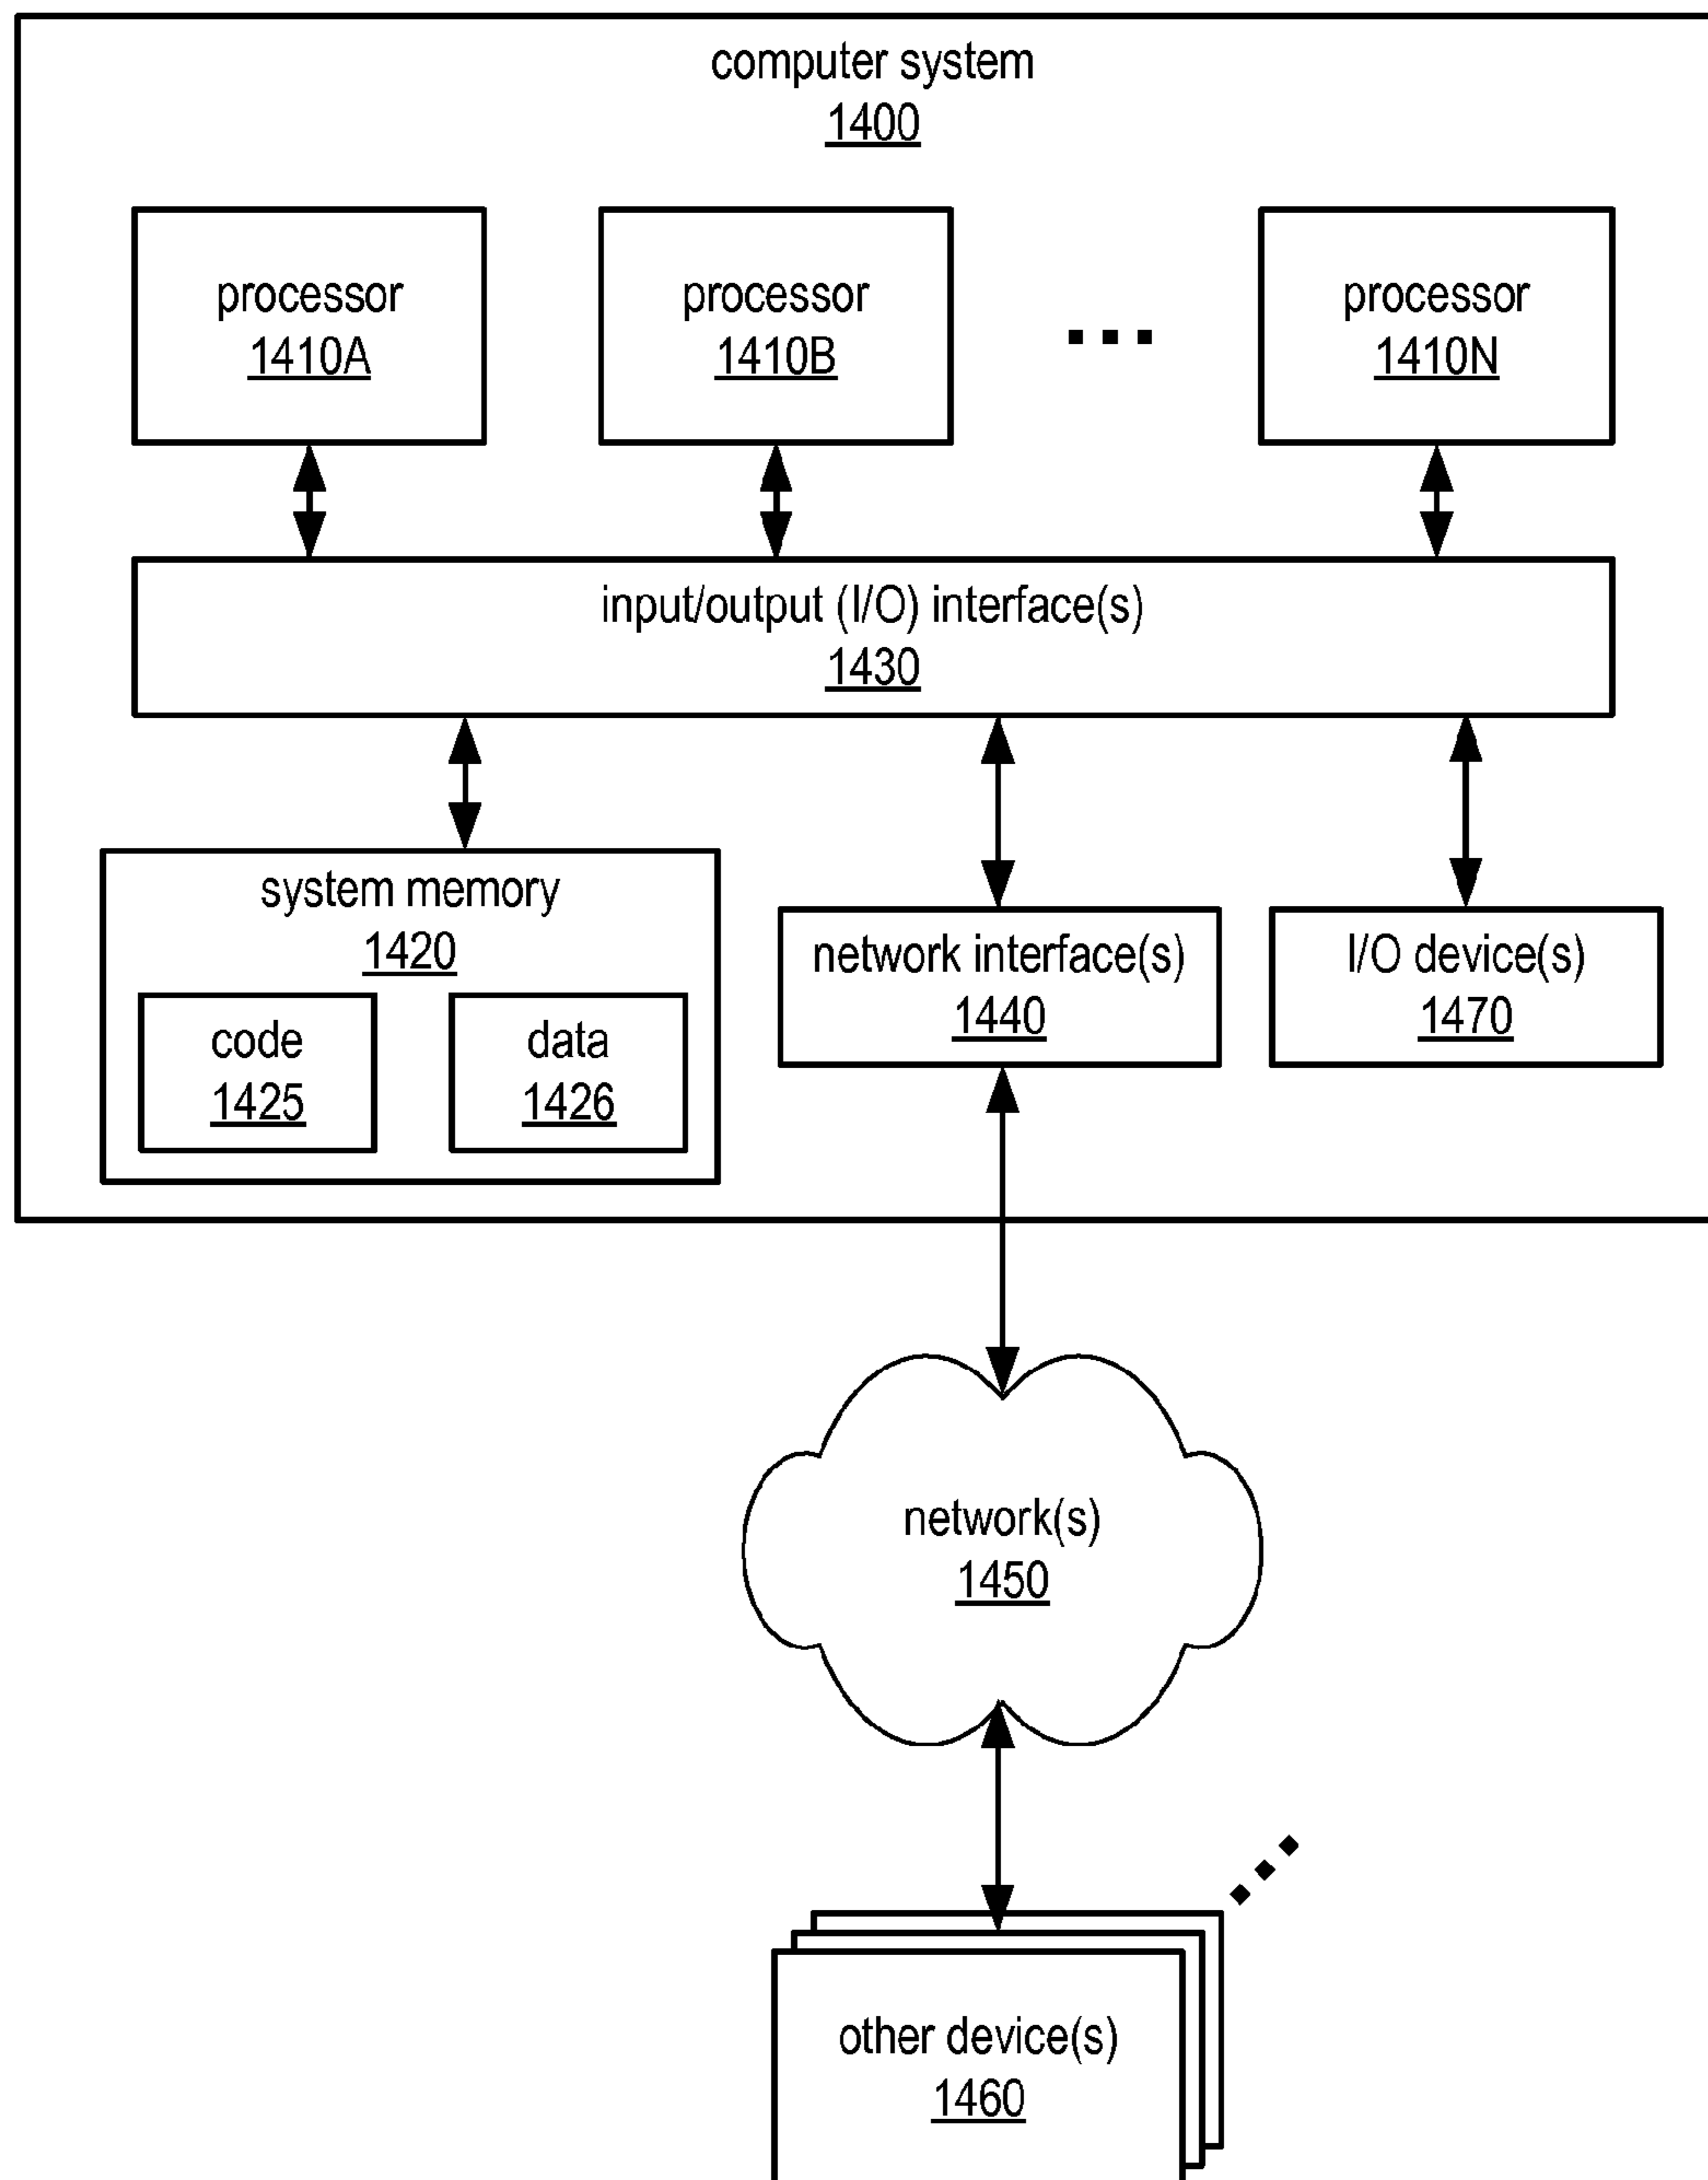 computer system
1400
processor
1410A
processor
1410B
processor
1410N
input/output (I/O) interface(s)
1430
system memory
1420
code
1425
data
1426
network interface(s)
1440
I/O device(s)
1470
network(s)
1450
other device(s)
1460